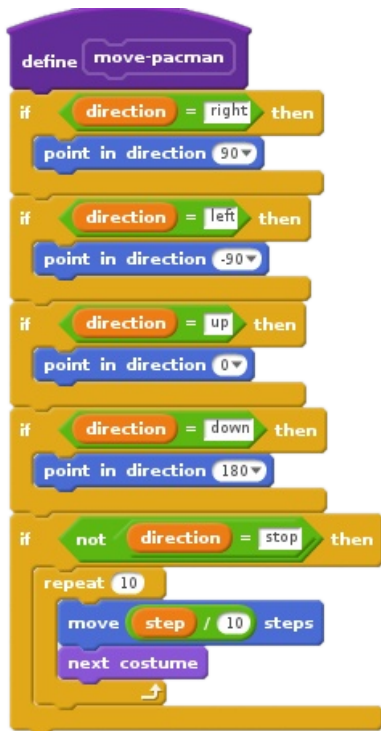 define move-pacman
if direction = right then
point in direction 90
if direction = left then
point in direction -90
if direction = up then
point in direction 0
if direction = down then
point in direction 180
if not direction = stop then
repeat 10
move step / 10 steps
next costume